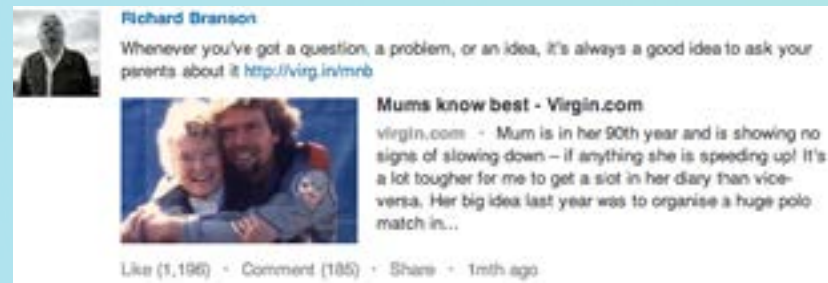 Richard Branson
Whenever you've got a question, a problem, or an idea, it's always a good idea to ask your
parents about it http://virg.in/mnb
Mums know best - Virgin.com
virgin.com · Mum is in her 90th year and is showing no
signs of slowing down – if anything she is speeding up! It's
a lot tougher for me to get a slot in her diary than vice-
versa. Her big idea last year was to organise a huge polo
match in...
Like (1,196) · Comment (185) · Share · 1mth ago